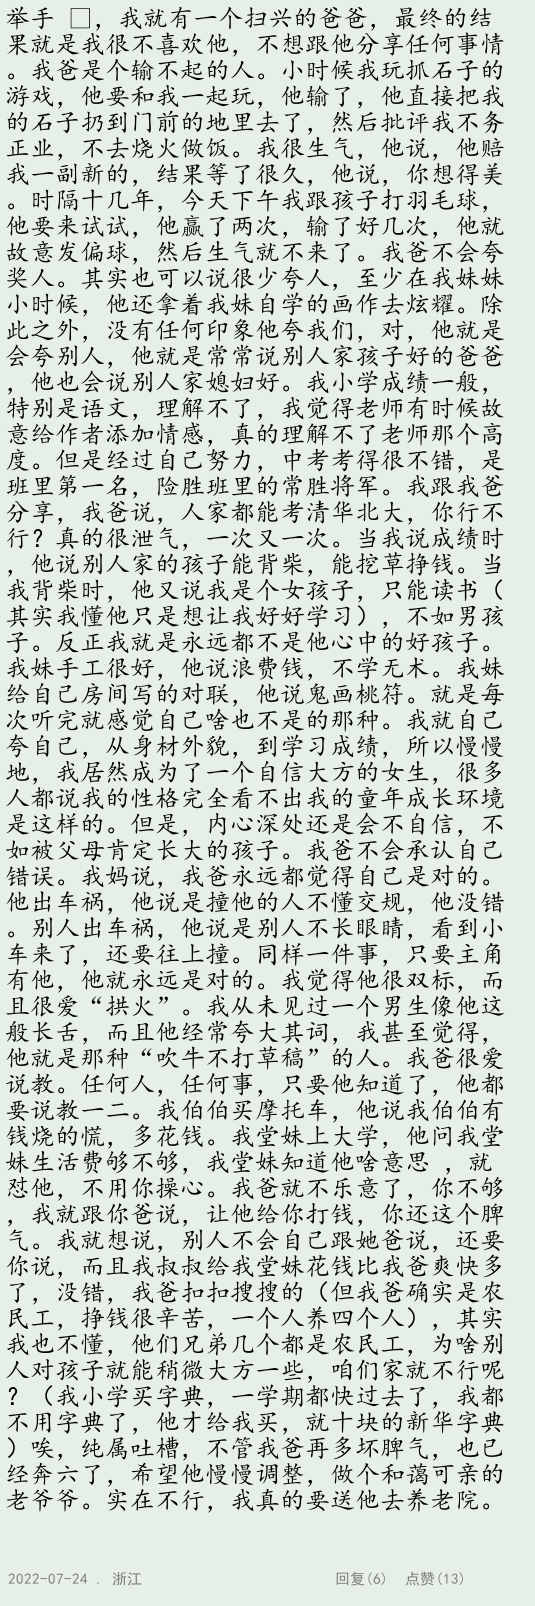 举手 □，我就有一个扫兴的爸爸，最终的结
果就是我很不喜欢他，不想跟他分享任何事情
。我爸是个输不起的人。小时候我玩抓石子的
游戏，他要和我一起玩，他输了，他直接把我
的石子扔到门前的地里去了，然后批评我不务
正业，不去烧火做饭。我很生气，他说，他赔
我一副新的，结果等了很久，他说，你想得美
。时隔十几年，今天下午我跟孩子打羽毛球，
他要来试试，他赢了两次，输了好几次，他就
故意发偏球，然后生气就不来了。我爸不会夸
奖人。其实也可以说很少夸人，至少在我妹妹
小时候，他还拿着我妹自学的画作去炫耀。除
此之外，没有任何印象他夸我们，对，他就是
会夸别人，他就是常常说别人家孩子好的爸爸
，他也会说别人家媳妇好。我小学成绩一般，
特别是语文，理解不了，我觉得老师有时候故
意给作者添加情感，真的理解不了老师那个高
度。但是经过自己努力，中考考得很不错，是
班里第一名，险胜班里的常胜将军。我跟我爸
分享，我爸说，人家都能考清华北大，你行不
行？真的很泄气，一次又一次。当我说成绩时
，他说别人家的孩子能背柴，能挖草挣钱。当
我背柴时，他又说我是个女孩子，只能读书（
其实我懂他只是想让我好好学习），不如男孩
子。反正我就是永远都不是他心中的好孩子。
我妹手工很好，他说浪费钱，不学无术。我妹
给自己房间写的对联，他说鬼画桃符。就是每
次听完就感觉自己啥也不是的那种。我就自己
夸自己，从身材外貌，到学习成绩，所以慢慢
地，我居然成为了一个自信大方的女生，很多
人都说我的性格完全看不出我的童年成长环境
是这样的。但是，内心深处还是会不自信，不
如被父母肯定长大的孩子。我爸不会承认自己
错误。我妈说，我爸永远都觉得自己是对的。
他出车祸，他说是撞他的人不懂交规，他没错
。别人出车祸，他说是别人不长眼睛，看到小
车来了，还要往上撞。同样一件事，只要主角
有他，他就永远是对的。我觉得他很双标，而
且很爱“拱火”。我从未见过一个男生像他这
般长舌，而且他经常夸大其词，我甚至觉得，
他就是那种“吹牛不打草稿”的人。我爸很爱
说教。任何人，任何事，只要他知道了，他都
要说教一二。我伯伯买摩托车，他说我伯伯有
钱烧的慌，多花钱。我堂妹上大学，他问我堂
妹生活费够不够，我堂妹知道他啥意思 ，就
怼他，不用你操心。我爸就不乐意了，你不够
，我就跟你爸说，让他给你打钱，你还这个脾
气。我就想说，别人不会自己跟她爸说，还要
你说，而且我叔叔给我堂妹花钱比我爸爽快多
了，没错，我爸扣扣搜搜的（但我爸确实是农
民工，挣钱很辛苦，一个人养四个人），其实
我也不懂，他们兄弟几个都是农民工，为啥别
人对孩子就能稍微大方一些，咱们家就不行呢
？（我小学买字典，一学期都快过去了，我都
不用字典了，他才给我买，就十块的新华字典
）唉，纯属吐槽，不管我爸再多坏脾气，也已
经奔六了，希望他慢慢调整，做个和蔼可亲的
老爷爷。实在不行，我真的要送他去养老院。
2022-07-24 . 浙江 回复(6) 点赞(13)